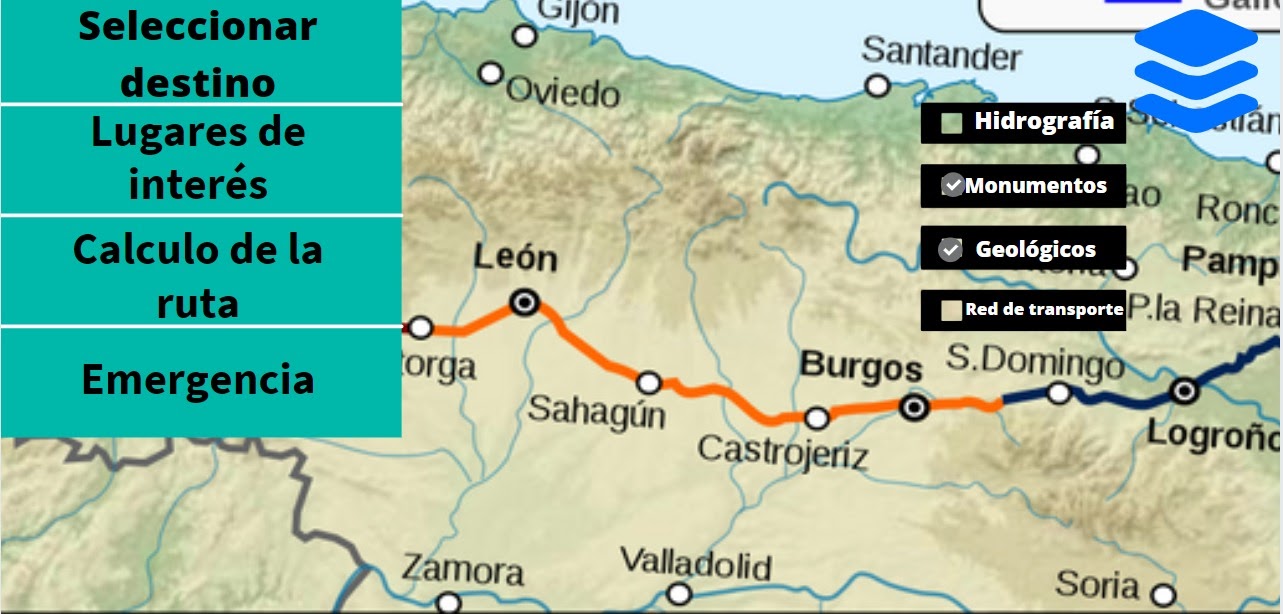 Seleccionar
destino
Lugares de
interés
Calculo de la
ruta
Emergencia
Gijón
Oviedo
Santander
Hidrografía
Monumentos
Geológicos
Red de transporte
Pamp
P.la Reina
León
torga
Sahagún
Castrojeriz
Burgos
S.Domingo
Logroño
Zamora
Valladolid
Soria
Ronc